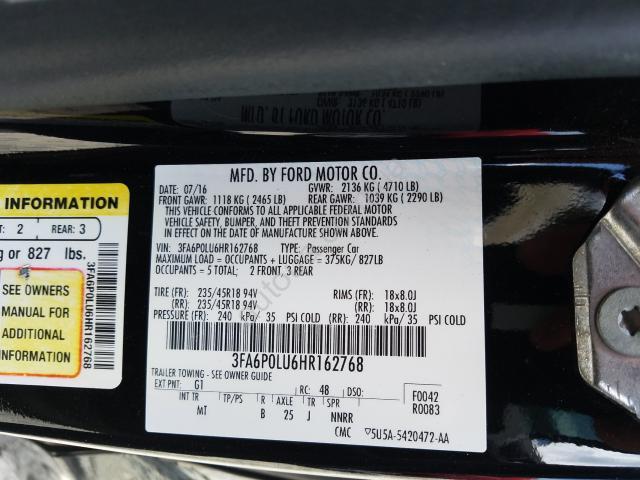 MFD. BY FORD MOTOR CO.
07/16 GVWR: 2136 KG ( 4710 LB)
FRONT GAWR: 1118 KG ( 2465 LB) REAR GAWR: 1039 KG ( 2290 LB)
THIS VEHICLE CONFORMS TO ALL APPLICABLE FEDERAL MOTOR
VEHICLE SAFETY, BUMPER, AND THEFT PREVENTION STANDARDS
IN EFFECT ON THE DATE OF MANUFACTURE SHOWN ABOVE.
VIN: 3FA6P0LU6HR162768 TYPE: Passenger Car
MAXIMUM LOAD = OCCUPANTS + LUGGAGE = 375KG/ 827LB
OCCUPANTS = 5 TOTAL: 2 FRONT, 3 REAR
TIRE (FR): 235/45R18 94V RIMS (FR): 18x8.0J
(RR): 235/45R18 94V (RR): 18x8.0J
PRESSURE (FR): 240 kPa/ 35 PSI COLD (RR): 240 kPa/ 35 PSI COLD
3FA6P0LU6HR162768
TRAILER TOWING - SEE OWNER GUIDE
EXT PNT: G1 RC: 48 DSO: F0042
INT TR TP/PS R AXLE TR SPR R0083
MT B 25 J NNRR
CMC 5U5A-5420472-AA
INFORMATION
2 REAR: 3
or 827 lbs.
SEE OWNERS
MANUAL FOR
ADDITIONAL
INFORMATION
3FA6P0LU6HR162768